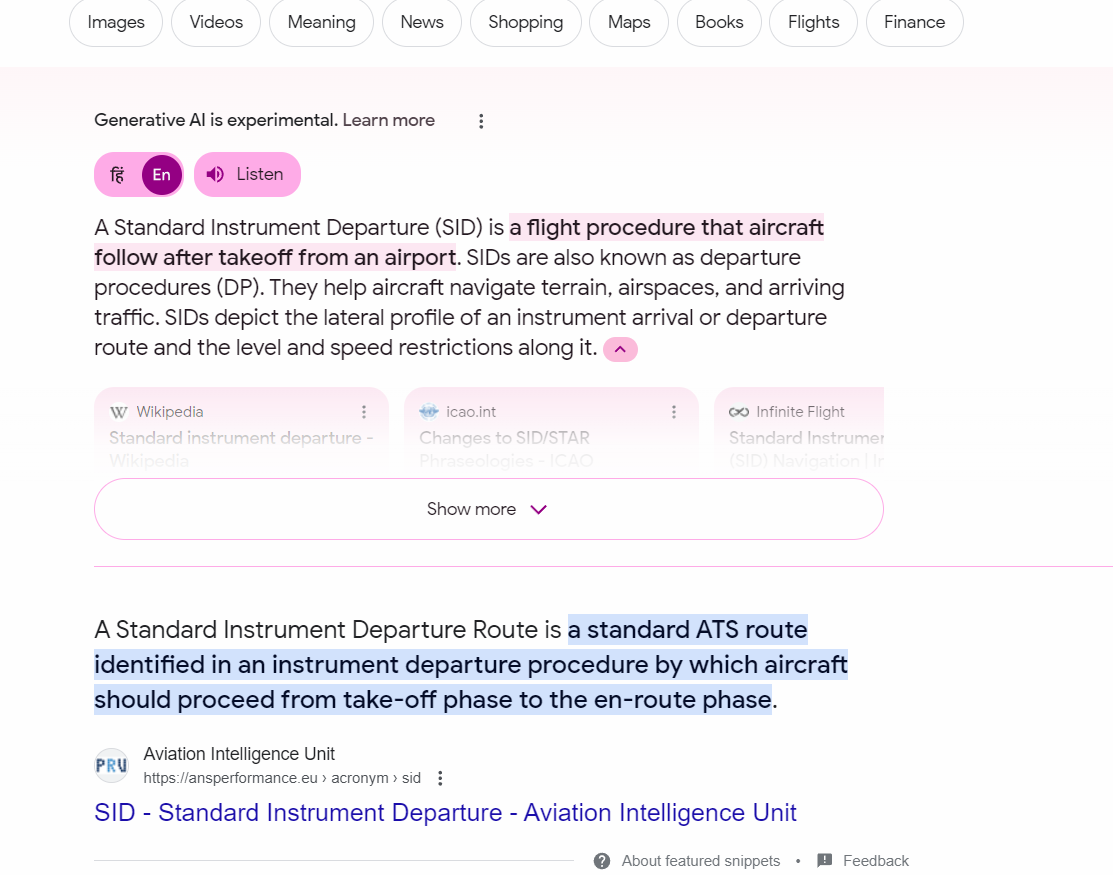 Images Videos Meaning News Shopping Maps Books Flights Finance
Generative AI is experimental. Learn more
हिं En Listen
A Standard Instrument Departure (SID) is a flight procedure that aircraft
follow after takeoff from an airport. SIDs are also known as departure
procedures (DP). They help aircraft navigate terrain, airspaces, and arriving
traffic. SIDs depict the lateral profile of an instrument arrival or departure
route and the level and speed restrictions along it.
Wikipedia
Standard instrument departure -
Wikipedia
icao.int
Changes to SID/STAR
Phraseologies - ICAO
Infinite Flight
Standard Instrumer
(SID) Navigation | Ir
Show more
A Standard Instrument Departure Route is a standard ATS route
identified in an instrument departure procedure by which aircraft
should proceed from take-off phase to the en-route phase.
PRU
Aviation Intelligence Unit
https://ansperformance.eu › acronym › sid
SID - Standard Instrument Departure - Aviation Intelligence Unit
About featured snippets • Feedback